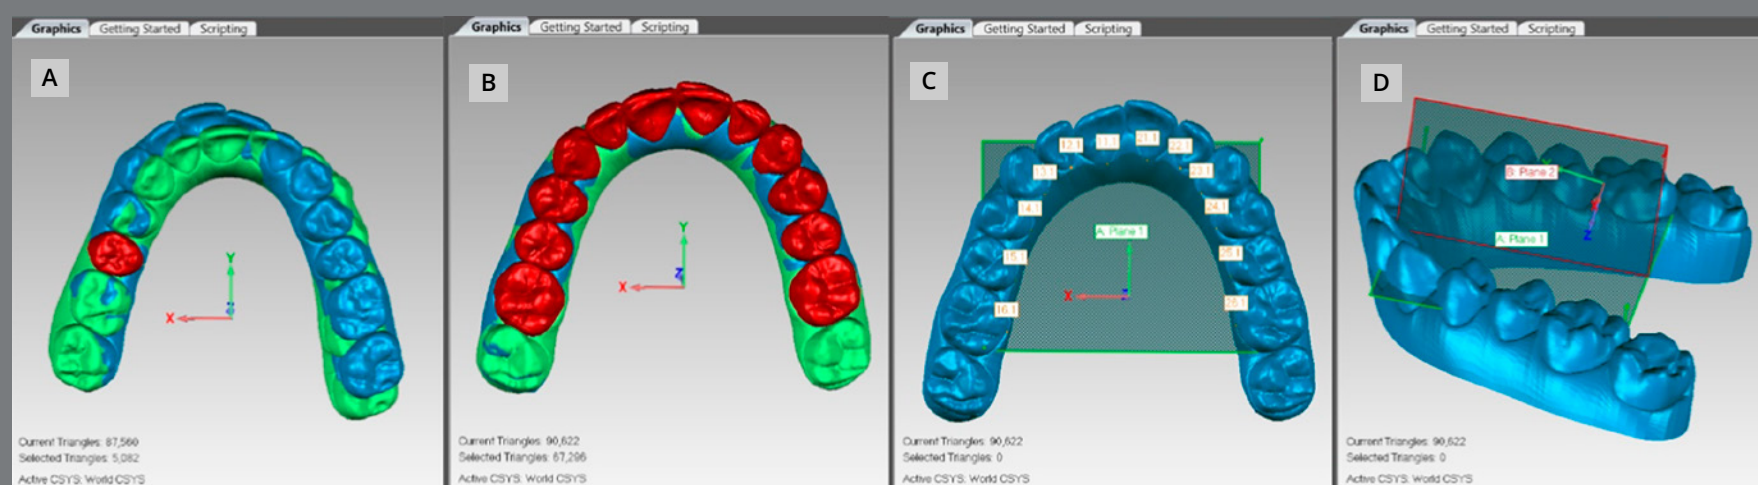 Graphics Getting Started Scripting
A
X
Y
Z
Current Triangles: 87,560
Selected Triangles: 5,082
Active CSYS: World CSYS
Graphics Getting Started Scripting
B
X
Y
Z
Current Triangles: 90,622
Selected Triangles: 67,296
Active CSYS: World CSYS
Graphics Getting Started Scripting
C
12.1 11.1 21.1 22.1
13.1 23.1
14.1 24.1
A: Plane 1
15.1 25.1
X
16.1
Current Triangles: 90,622
Selected Triangles: 0
Active CSYS: World CSYS
Graphics Getting Started Scripting
D
B: Plane 2
A: Plane 1
Z
Current Triangles: 90,622
Selected Triangles: 0
Active CSYS: World CSYS